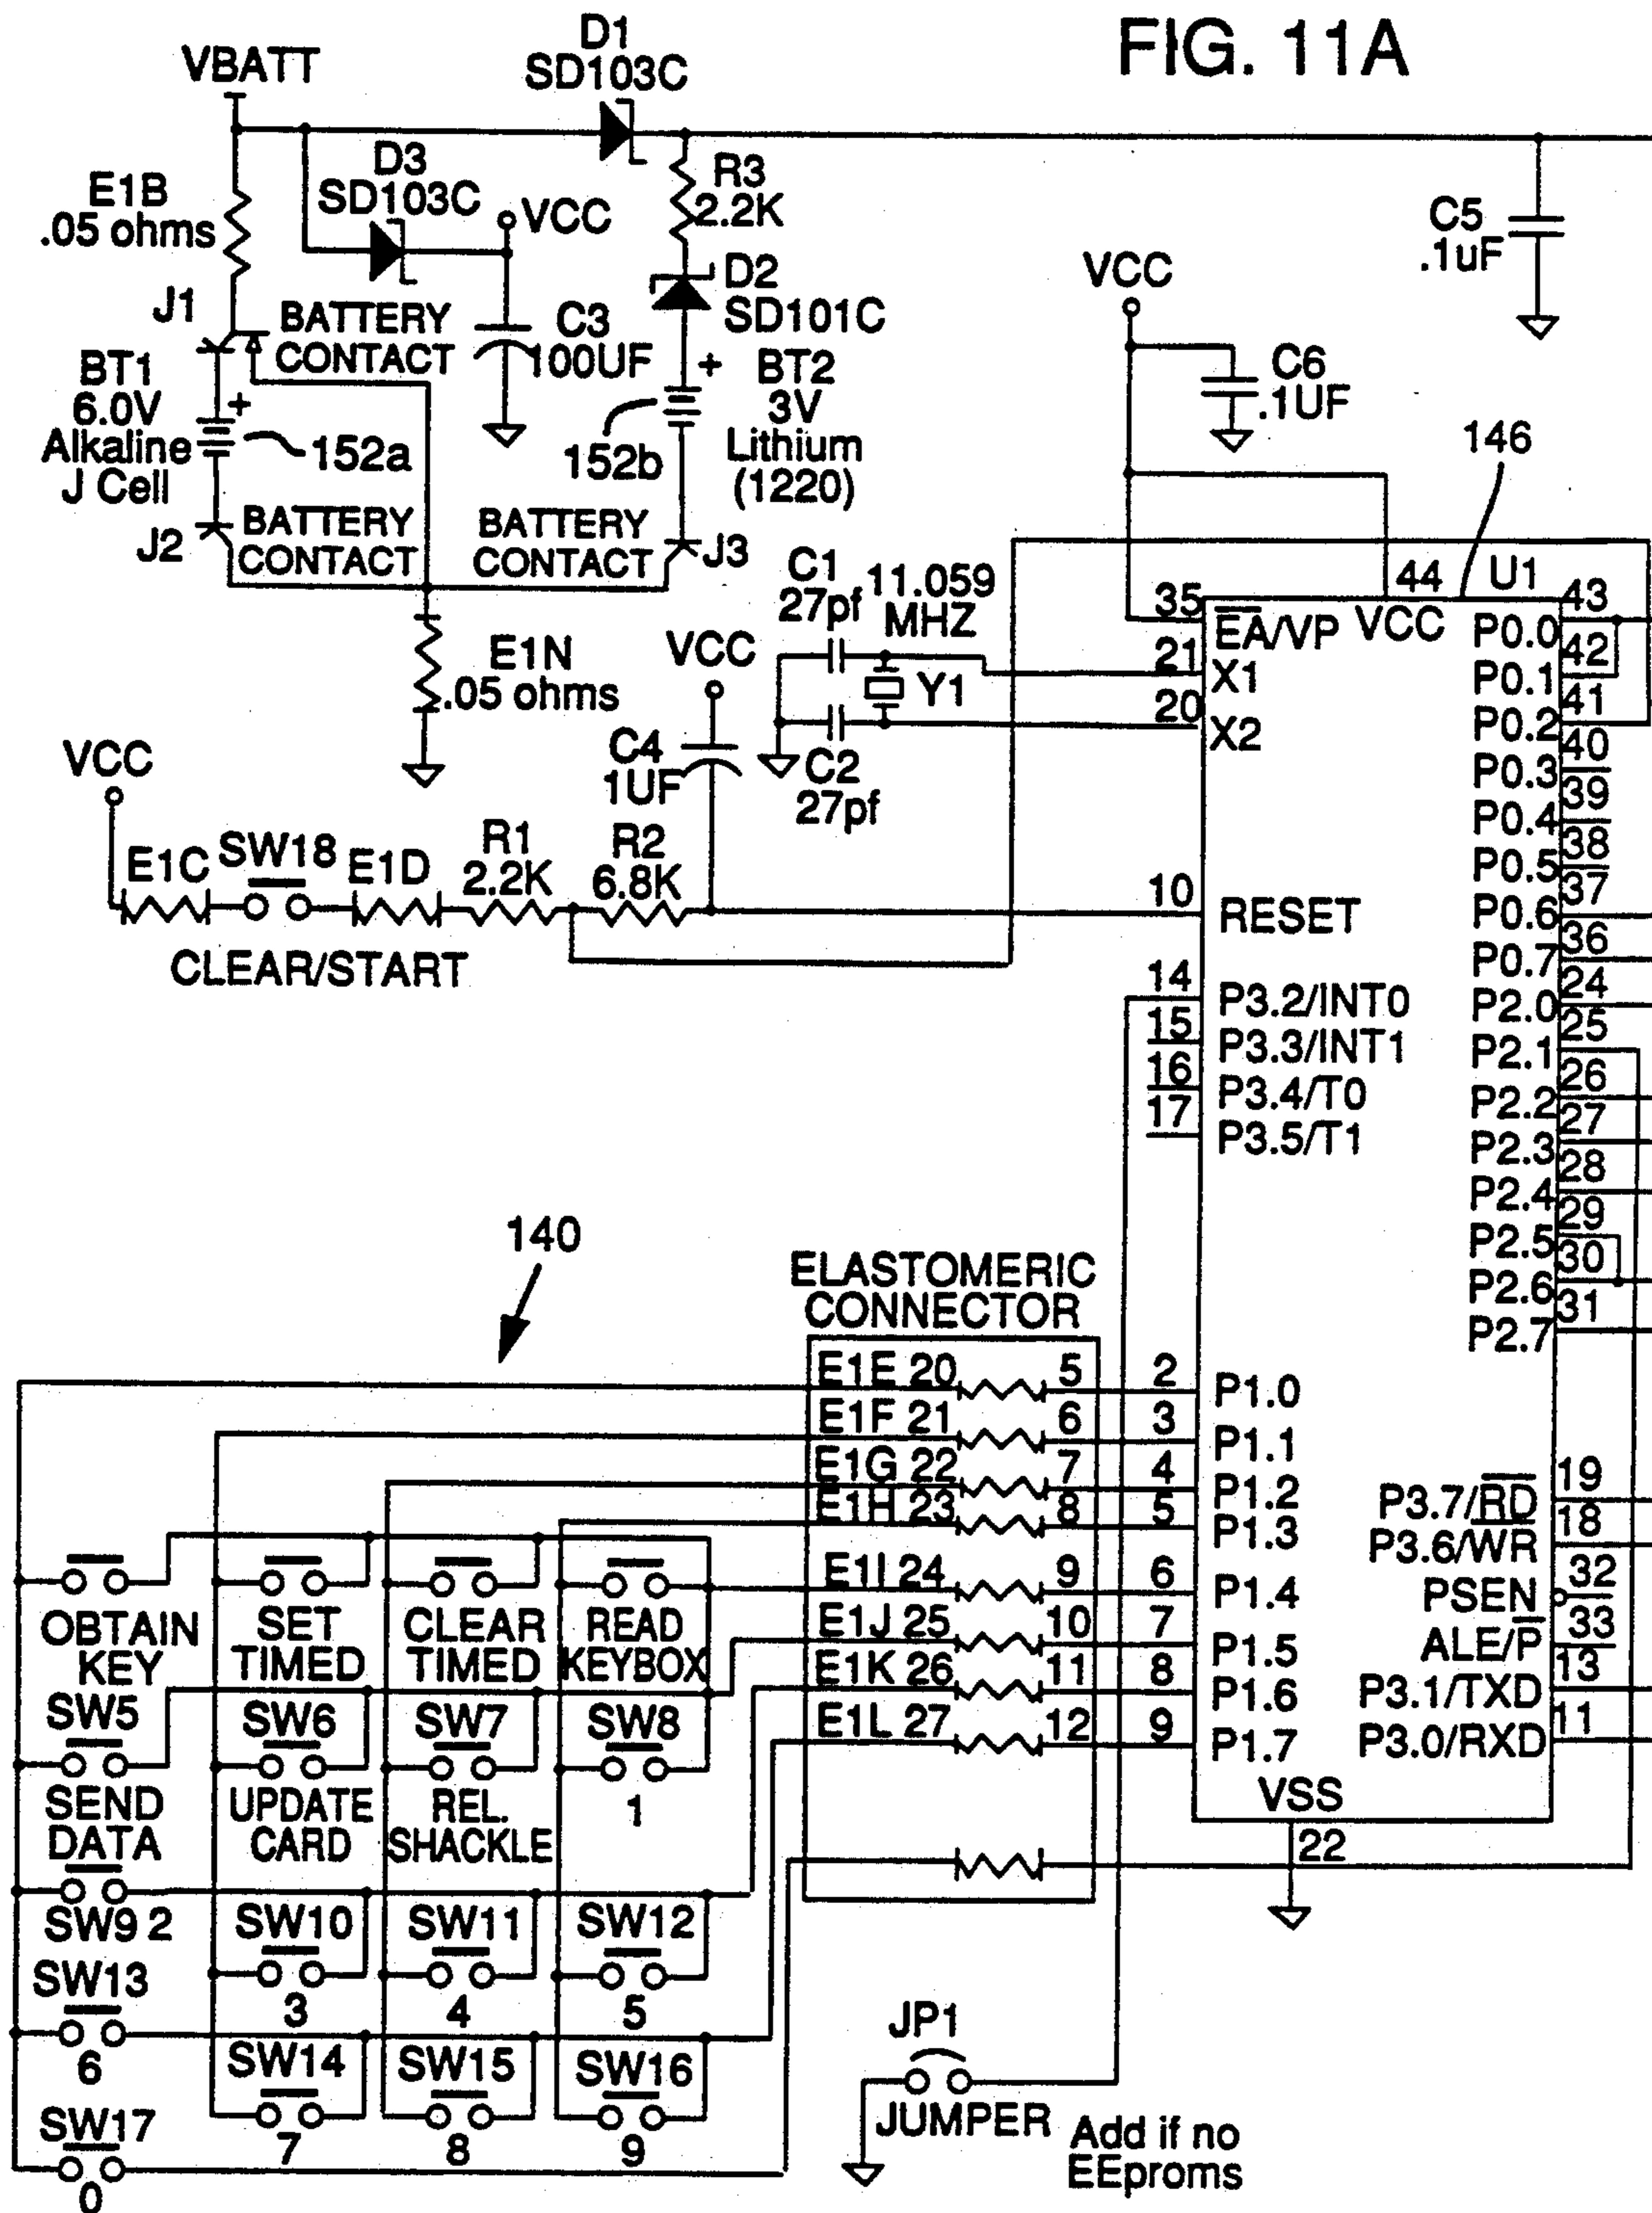 FIG. 11A
VBATT
D1
SD103C
D3
SD103C
VCC
R3
2.2K
E1B
.05 ohms
C5
.1uF
D2
SD101C
VCC
J1
BATTERY
CONTACT
C3
100UF
BT1
6.0V
Alkaline
J Cell
+
152a
+
152b
BT2
3V
Lithium
(1220)
C6
.1UF
146
J2
BATTERY
CONTACT
BATTERY
CONTACT
J3
C1
27pf
11.059
MHZ
Y1
C2
27pf
E1N
.05 ohms
VCC
C4
1UF
VCC
E1C
SW18
E1D
R1
2.2K
R2
6.8K
CLEAR/START
U1
44
VCC
35
EA/VP
21
X1
20
X2
10
RESET
14
P3.2/INT0
15
P3.3/INT1
16
P3.4/T0
17
P3.5/T1
43
P0.0
42
P0.1
41
P0.2
40
P0.3
39
P0.4
38
P0.5
37
P0.6
36
P0.7
24
P2.0
25
P2.1
26
P2.2
27
P2.3
28
P2.4
29
P2.5
30
P2.6
31
P2.7
140
ELASTOMERIC
CONNECTOR
E1E 20 5 2 P1.0
E1F 21 6 3 P1.1
E1G 22 7 4 P1.2
E1H 23 8 5 P1.3
E1I 24 9 6 P1.4
E1J 25 10 7 P1.5
E1K 26 11 8 P1.6
E1L 27 12 9 P1.7
19
P3.7/RD
18
P3.6/WR
32
PSEN
33
ALE/P
13
P3.1/TXD
11
P3.0/RXD
VSS
22
OBTAIN
KEY
SET
TIMED
CLEAR
TIMED
READ
KEYBOX
SW5
SW6
SW7
SW8
SEND
DATA
UPDATE
CARD
REL.
SHACKLE
1
SW9 2
SW10
SW11
SW12
SW13
3
4
5
6
SW14
SW15
SW16
SW17
7
8
9
0
JP1
JUMPER
Add if no
EEproms